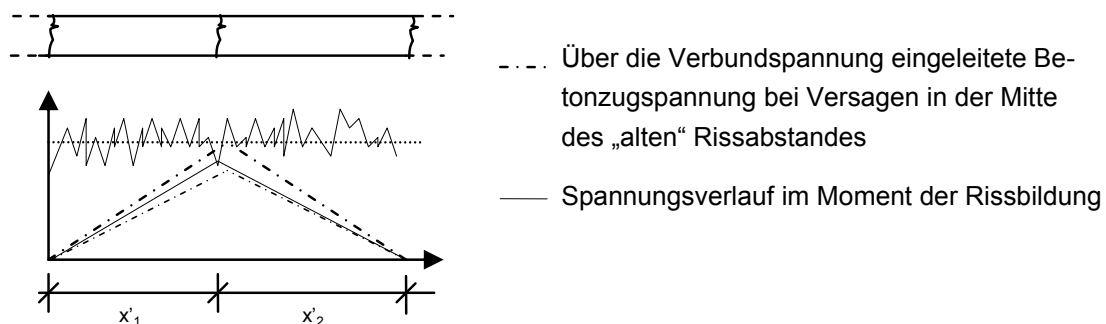 Über die Verbundspannung eingeleitete Be-
tonzugspannung bei Versagen in der Mitte
des „alten“ Rissabstandes
Spannungsverlauf im Moment der Rissbildung
x'1
x'2